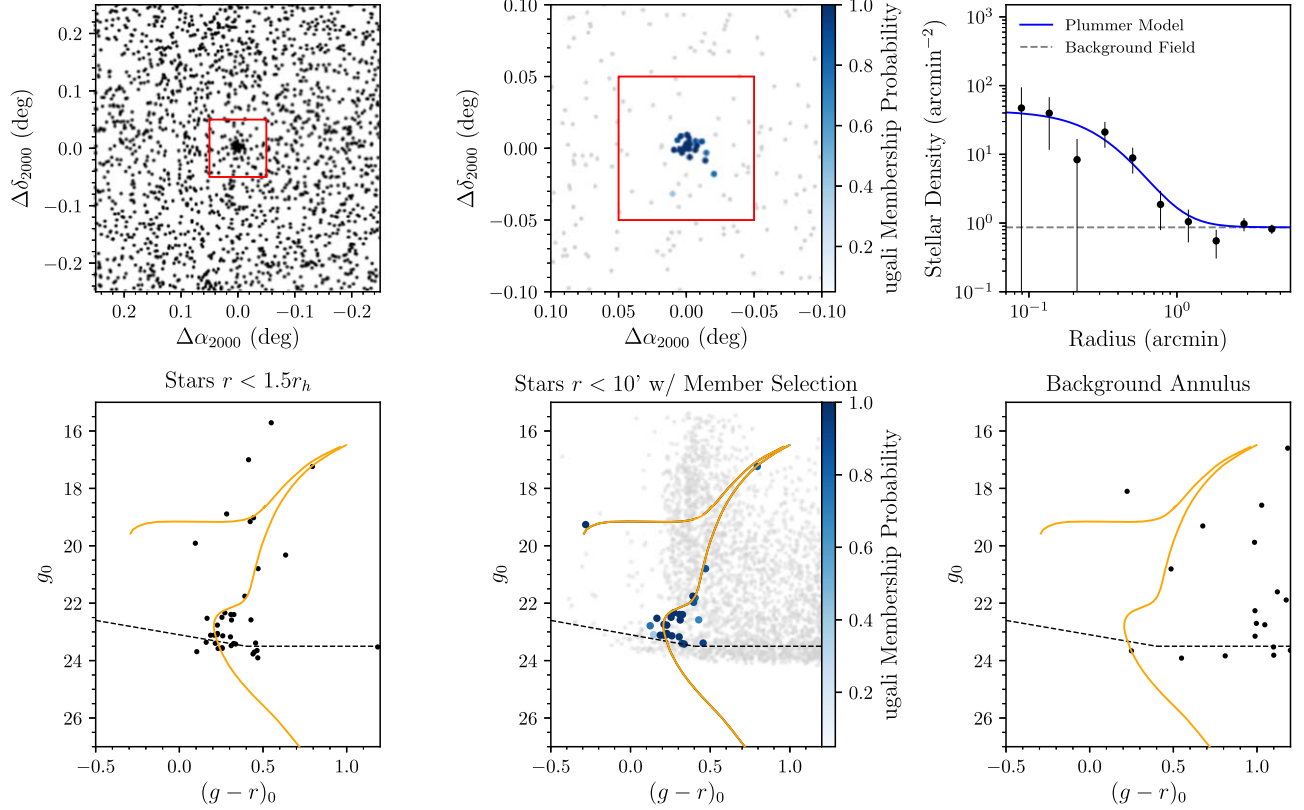 0.2
0.1
0.0
−0.1
−0.2
Δδ2000 (deg)
0.2 0.1 0.0 −0.1 −0.2
Δα2000 (deg)
0.10
0.05
0.00
−0.05
−0.10
Δδ2000 (deg)
0.10 0.05 0.00 −0.05 −0.10
Δα2000 (deg)
1.0
0.8
0.6
0.4
0.2
ugali Membership Probability
Plummer Model
Background Field
10³
10²
10¹
10⁰
10⁻¹
Stellar Density (arcmin⁻²)
10⁻¹ 10⁰
Radius (arcmin)
Stars r < 1.5rh
16
18
20
22
24
26
g0
−0.5 0.0 0.5 1.0
(g − r)0
Stars r < 10’ w/ Member Selection
16
18
20
22
24
26
g0
−0.5 0.0 0.5 1.0
(g − r)0
1.0
0.8
0.6
0.4
0.2
ugali Membership Probability
Background Annulus
16
18
20
22
24
26
g0
−0.5 0.0 0.5 1.0
(g − r)0